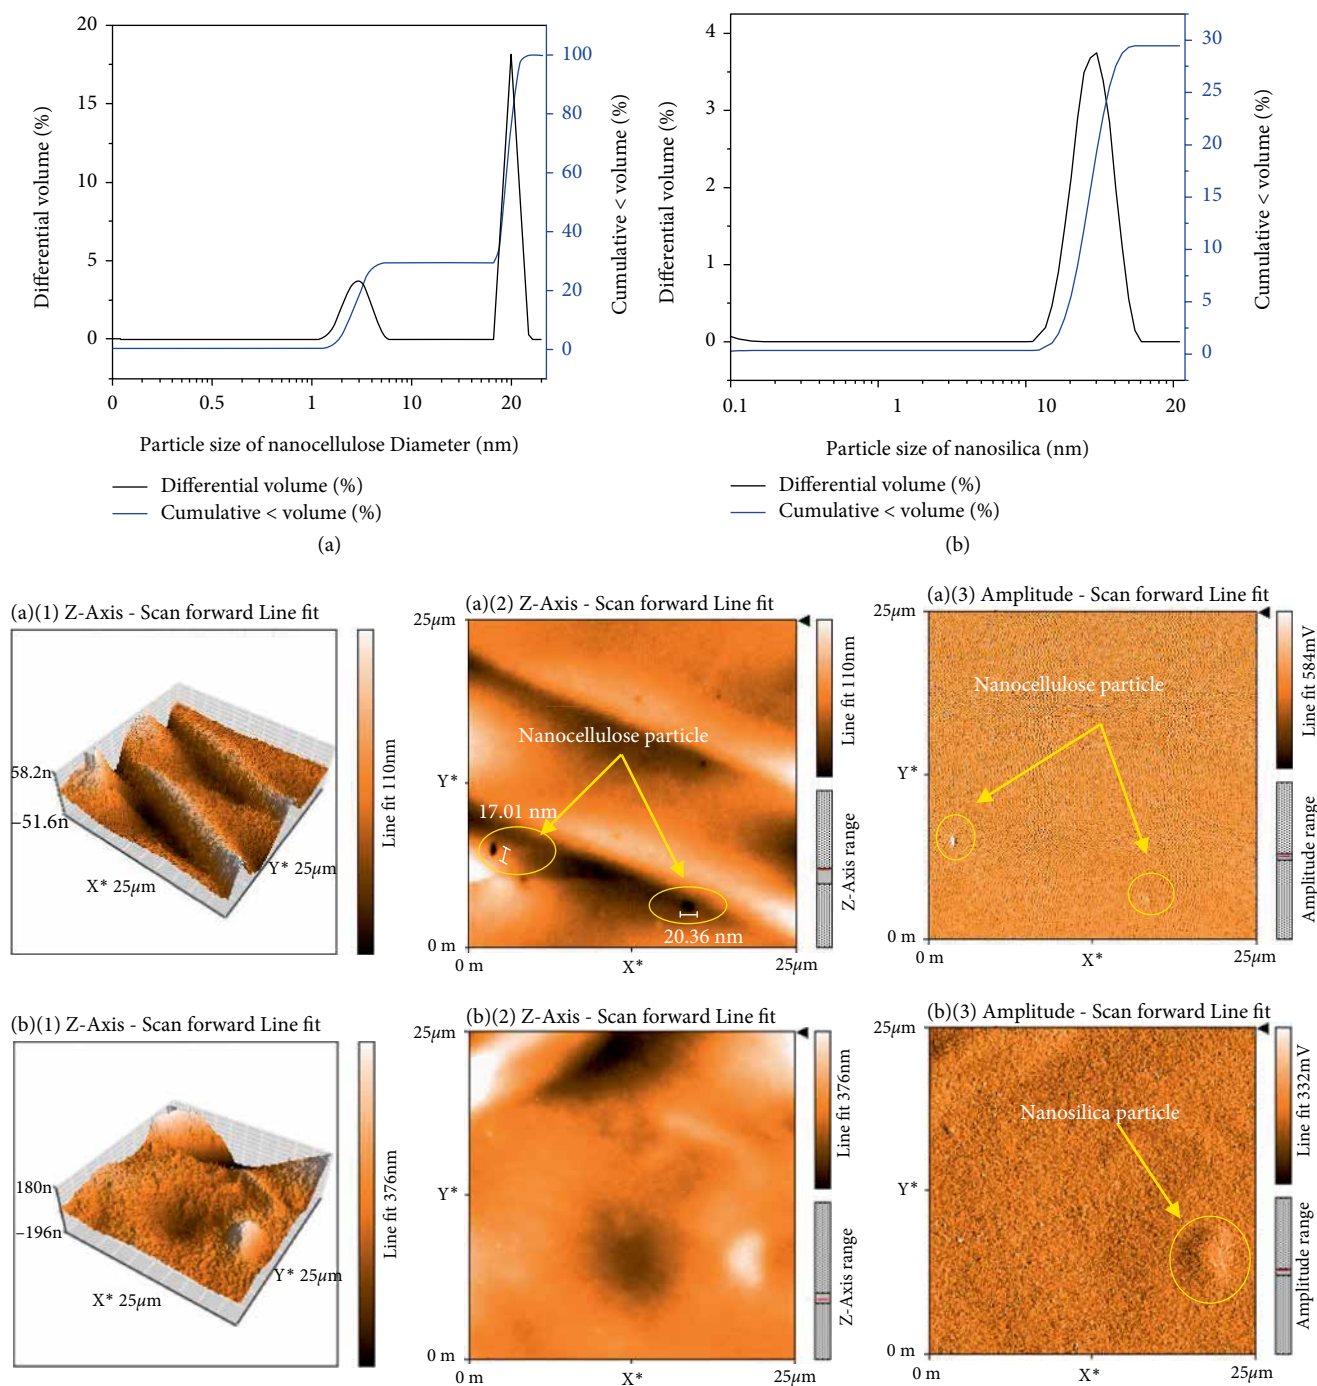 20
15
10
5
0
Differential volume (%)
100
80
60
40
20
0
Cumulative < volume (%)
0 0.5 1 10 20
Particle size of nanocellulose Diameter (nm)
Differential volume (%)
Cumulative < volume (%)
(a)
4
3
2
1
0
Differential volume (%)
30
25
20
15
10
5
0
Cumulative < volume (%)
0.1 1 10 20
Particle size of nanosilica (nm)
Differential volume (%)
Cumulative < volume (%)
(b)
(a)(1) Z-Axis - Scan forward Line fit
58.2n
−51.6n
X* 25μm
Y* 25μm
Line fit 110nm
(a)(2) Z-Axis - Scan forward Line fit
25μm
Nanocellulose particle
Y*
17.01 nm
20.36 nm
0 m
0 m X* 25μm
Line fit 110nm
Z-Axis range
(a)(3) Amplitude - Scan forward Line fit
25μm
Nanocellulose particle
Y*
0 m
0 m X* 25μm
Line fit 584mV
Amplitude range
(b)(1) Z-Axis - Scan forward Line fit
180n
−196n
X* 25μm
Y* 25μm
Line fit 376nm
(b)(2) Z-Axis - Scan forward Line fit
25μm
Y*
0 m
0 m X* 25μm
Line fit 376nm
Z-Axis range
(b)(3) Amplitude - Scan forward Line fit
25μm
Nanosilica particle
Y*
0 m
0 m X* 25μm
Line fit 332mV
Amplitude range